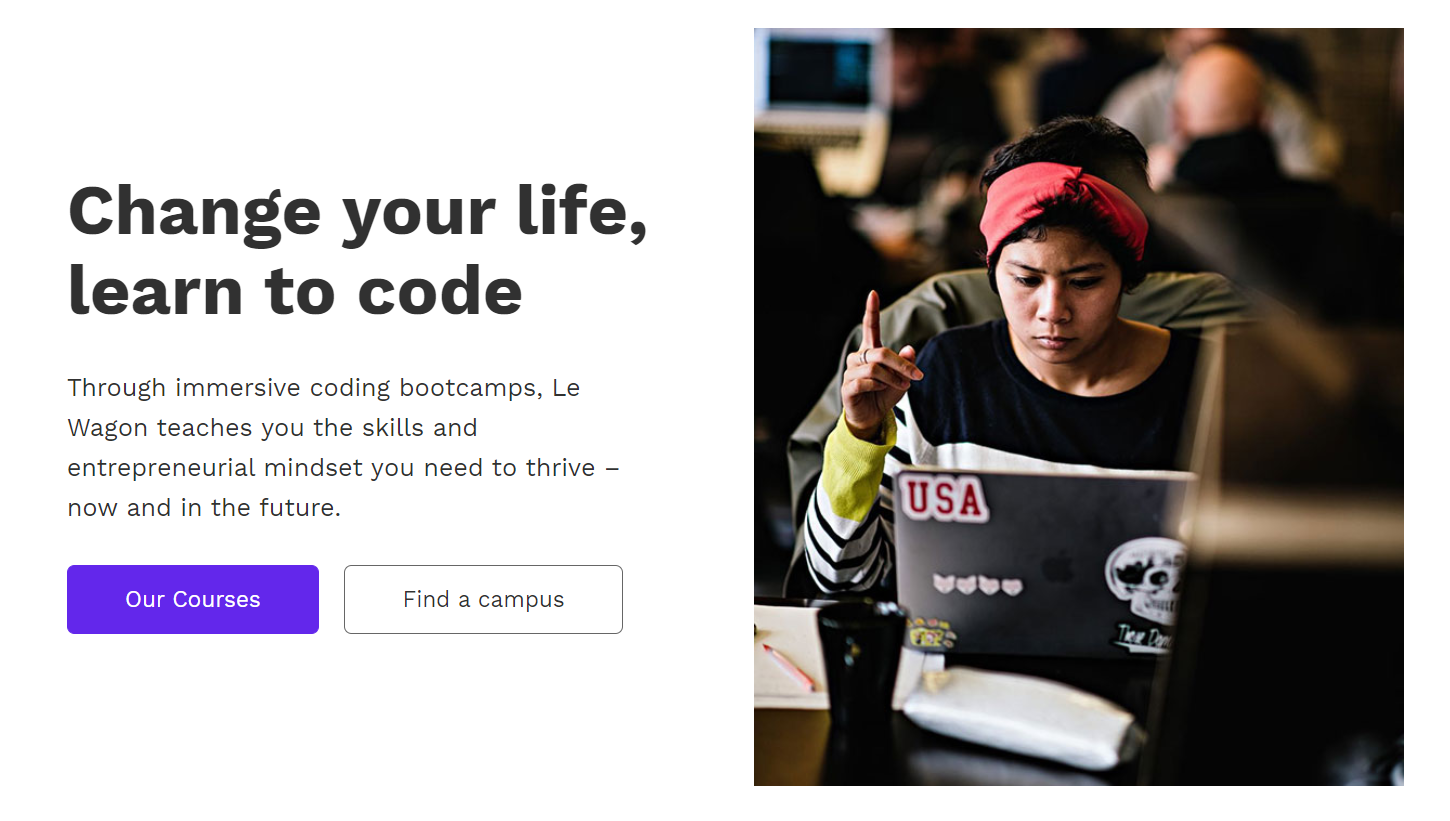 Change your life,
learn to code
Through immersive coding bootcamps, Le
Wagon teaches you the skills and
entrepreneurial mindset you need to thrive –
now and in the future.
Our Courses
Find a campus
USA